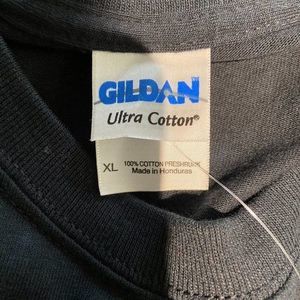 GILDAN
Ultra Cotton®
XL 100% COTTON PRESHRUNK
Made in Honduras